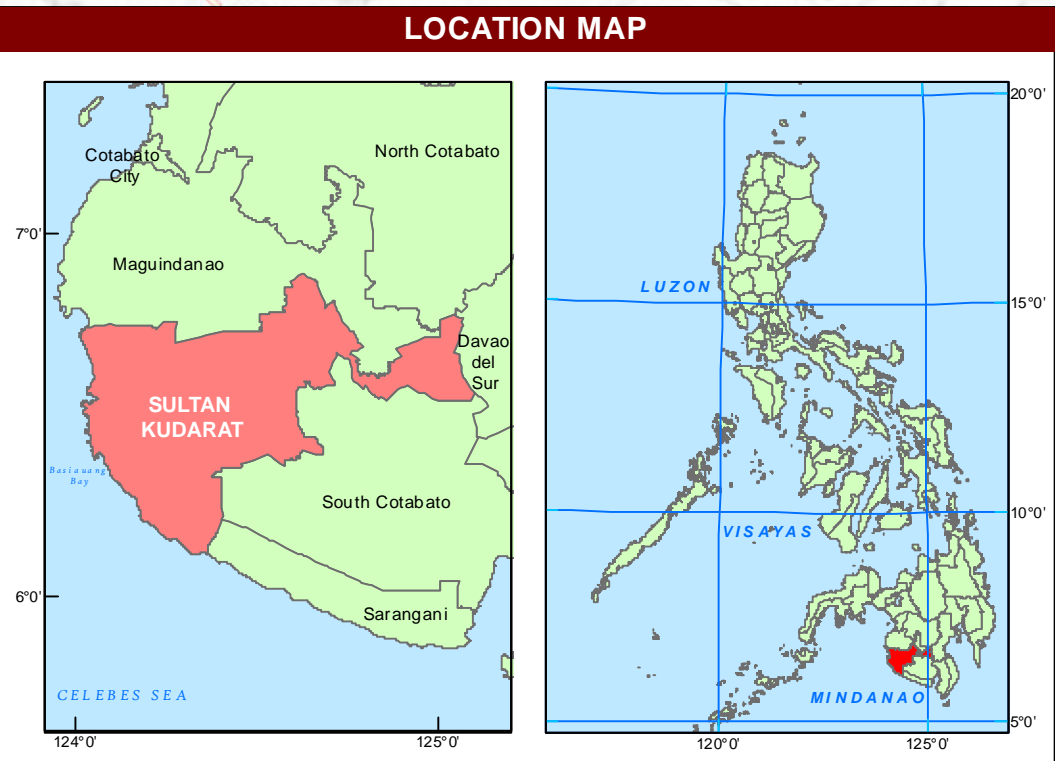 LOCATION MAP
Cotabato
City
North Cotabato
7°0'
Maguindanao
Davao
del
Sur
SULTAN
KUDARAT
Basiauang
Bay
South Cotabato
6°0'
Sarangani
CELEBES SEA
124°0'
125°0'
20°0'
LUZON
15°0'
10°0'
VISAYAS
MINDANAO
5°0'
120°0'
125°0'